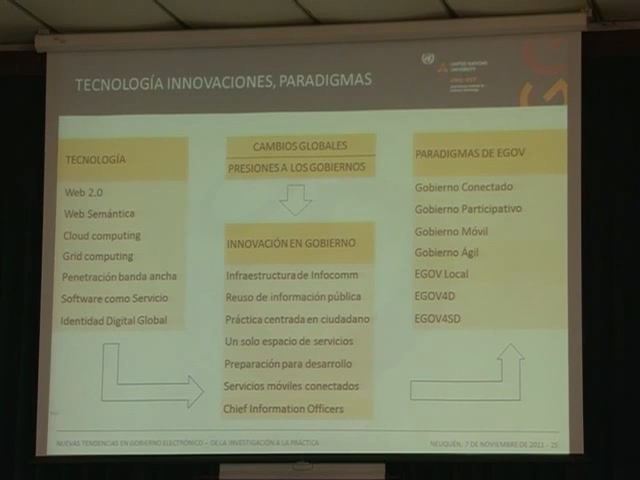 TECNOLOGÍA INNOVACIONES, PARADIGMAS
UNITED NATIONS
UNIVERSITY
TECNOLOGÍA
Web 2.0
Web Semántica
Cloud computing
Grid computing
Penetración banda ancha
Software como Servicio
Identidad Digital Global
CAMBIOS GLOBALES
PRESIONES A LOS GOBIERNOS
INNOVACIÓN EN GOBIERNO
Infraestructura de Infocomm
Reuso de información pública
Práctica centrada en ciudadano
Un solo espacio de servicios
Preparación para desarrollo
Servicios móviles conectados
Chief Information Officers
PARADIGMAS DE EGOV
Gobierno Conectado
Gobierno Participativo
Gobierno Móvil
Gobierno Ágil
EGOV Local
EGOV4D
EGOV4SD
NUEVAS TENDENCIAS EN GOBIERNO ELECTRÓNICO – DE LA INVESTIGACIÓN A LA PRÁCTICA
NEUQUÉN, 7 DE NOVIEMBRE DE 2011 - 20